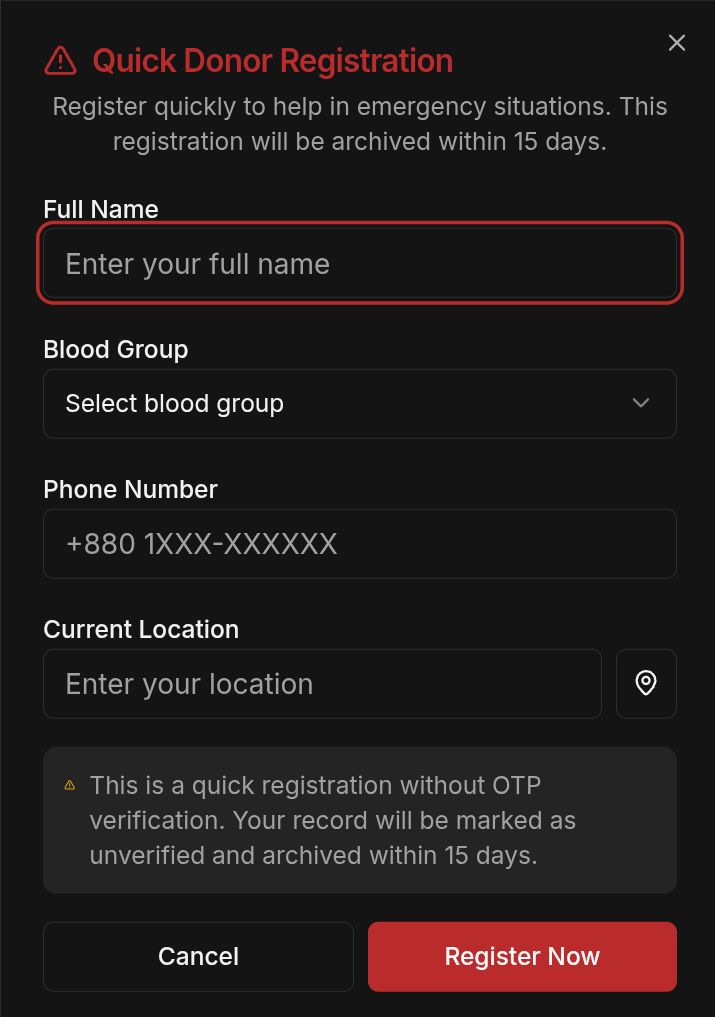 Quick Donor Registration
Register quickly to help in emergency situations. This
registration will be archived within 15 days.
Full Name
Enter your full name
Blood Group
Select blood group
Phone Number
+880 1XXX-XXXXXX
Current Location
Enter your location
This is a quick registration without OTP
verification. Your record will be marked as
unverified and archived within 15 days.
Cancel
Register Now